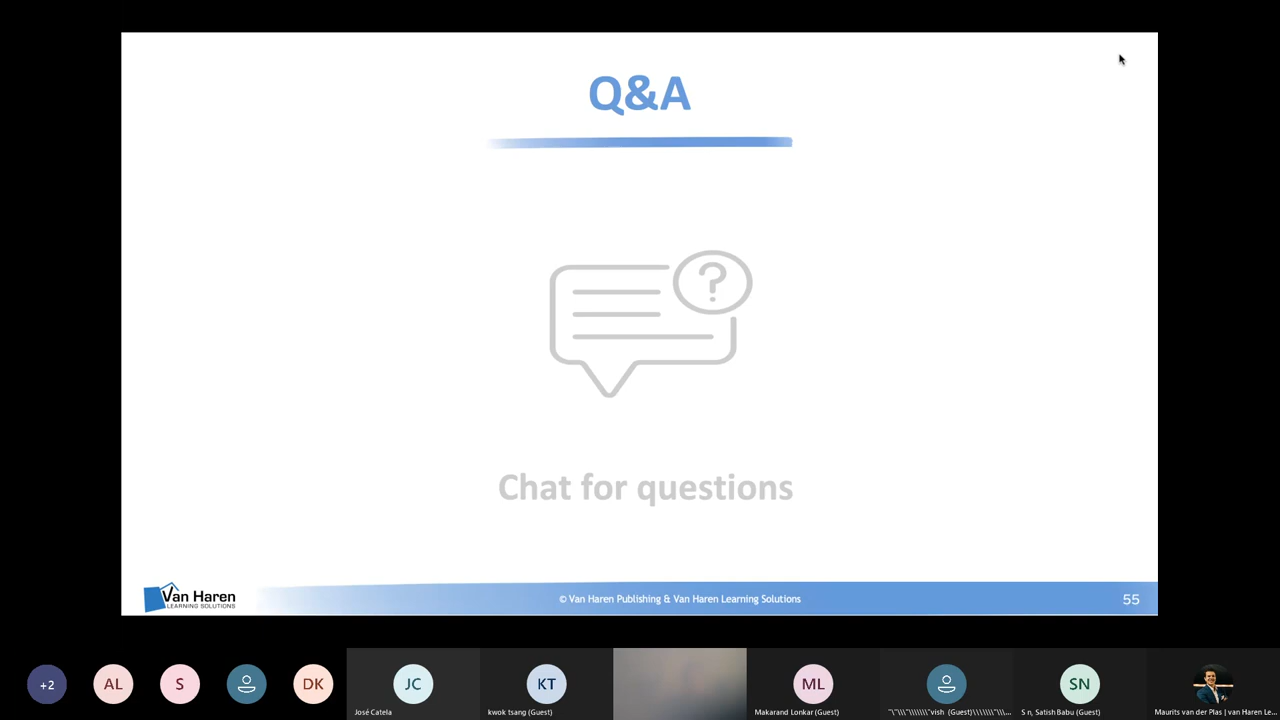 Q&A
?
Chat for questions
Van Haren
LEARNING SOLUTIONS
© Van Haren Publishing & Van Haren Learning Solutions
55
+2
AL
S
DK
JC
José Catela
KT
kwok tsang (Guest)
ML
Makarand Lonkar (Guest)
"\"\\\"\\\\\\\"vish (Guest)\\\\\\\"\\...
SN
S n, Satish Babu (Guest)
Maurits van der Plas | van Haren Le...